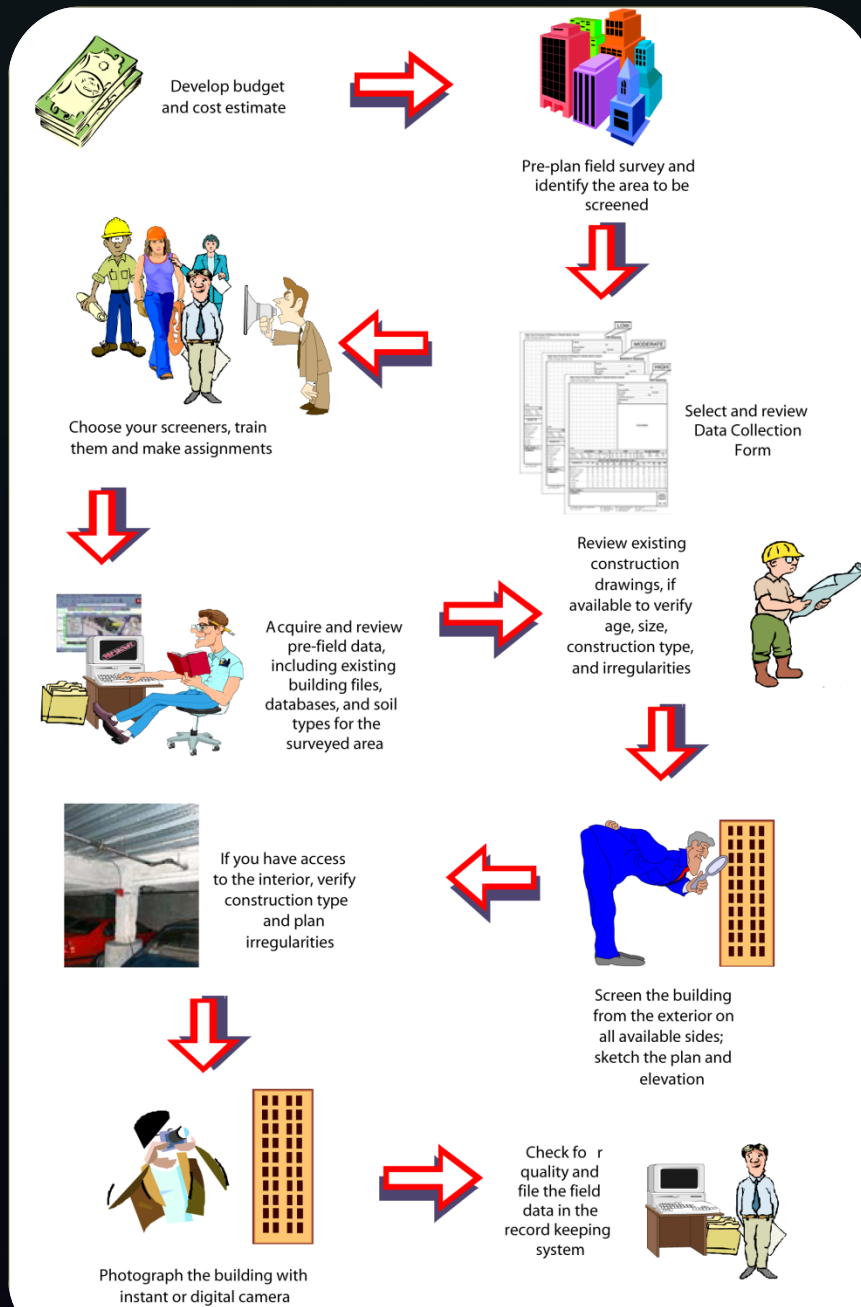 Develop budget
and cost estimate
Pre-plan field survey and
identify the area to be
screened
LOW
MODERATE
HIGH
Select and review
Data Collection
Form
Choose your screeners, train
them and make assignments
Acquire and review
pre-field data,
including existing
building files,
databases, and soil
types for the
surveyed area
Review existing
construction
drawings, if
available to verify
age, size,
construction type,
and irregularities
Screen the building
from the exterior on
all available sides;
sketch the plan and
elevation
If you have access
to the interior, verify
construction type
and plan
irregularities
Photograph the building with
instant or digital camera
Check fo r
quality and
file the field
data in the
record keeping
system